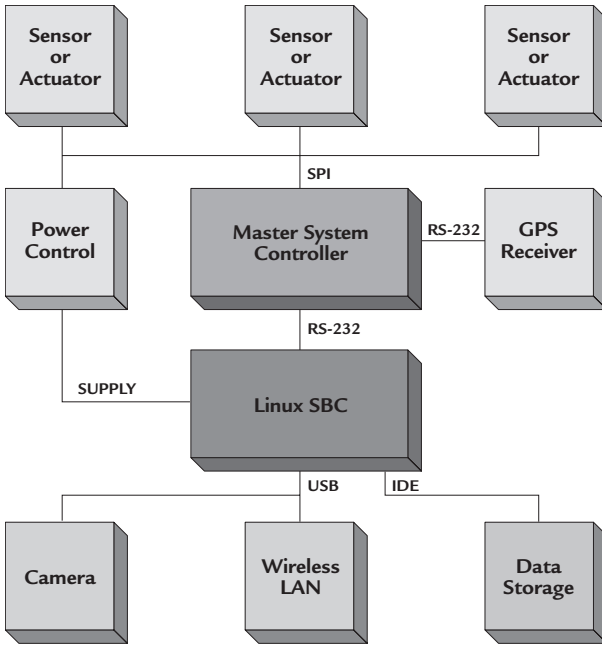 Sensor
or
Actuator
Sensor
or
Actuator
Sensor
or
Actuator
SPI
Power
Control
Master System
Controller
RS-232
GPS
Receiver
RS-232
SUPPLY
Linux SBC
USB
IDE
Camera
Wireless
LAN
Data
Storage